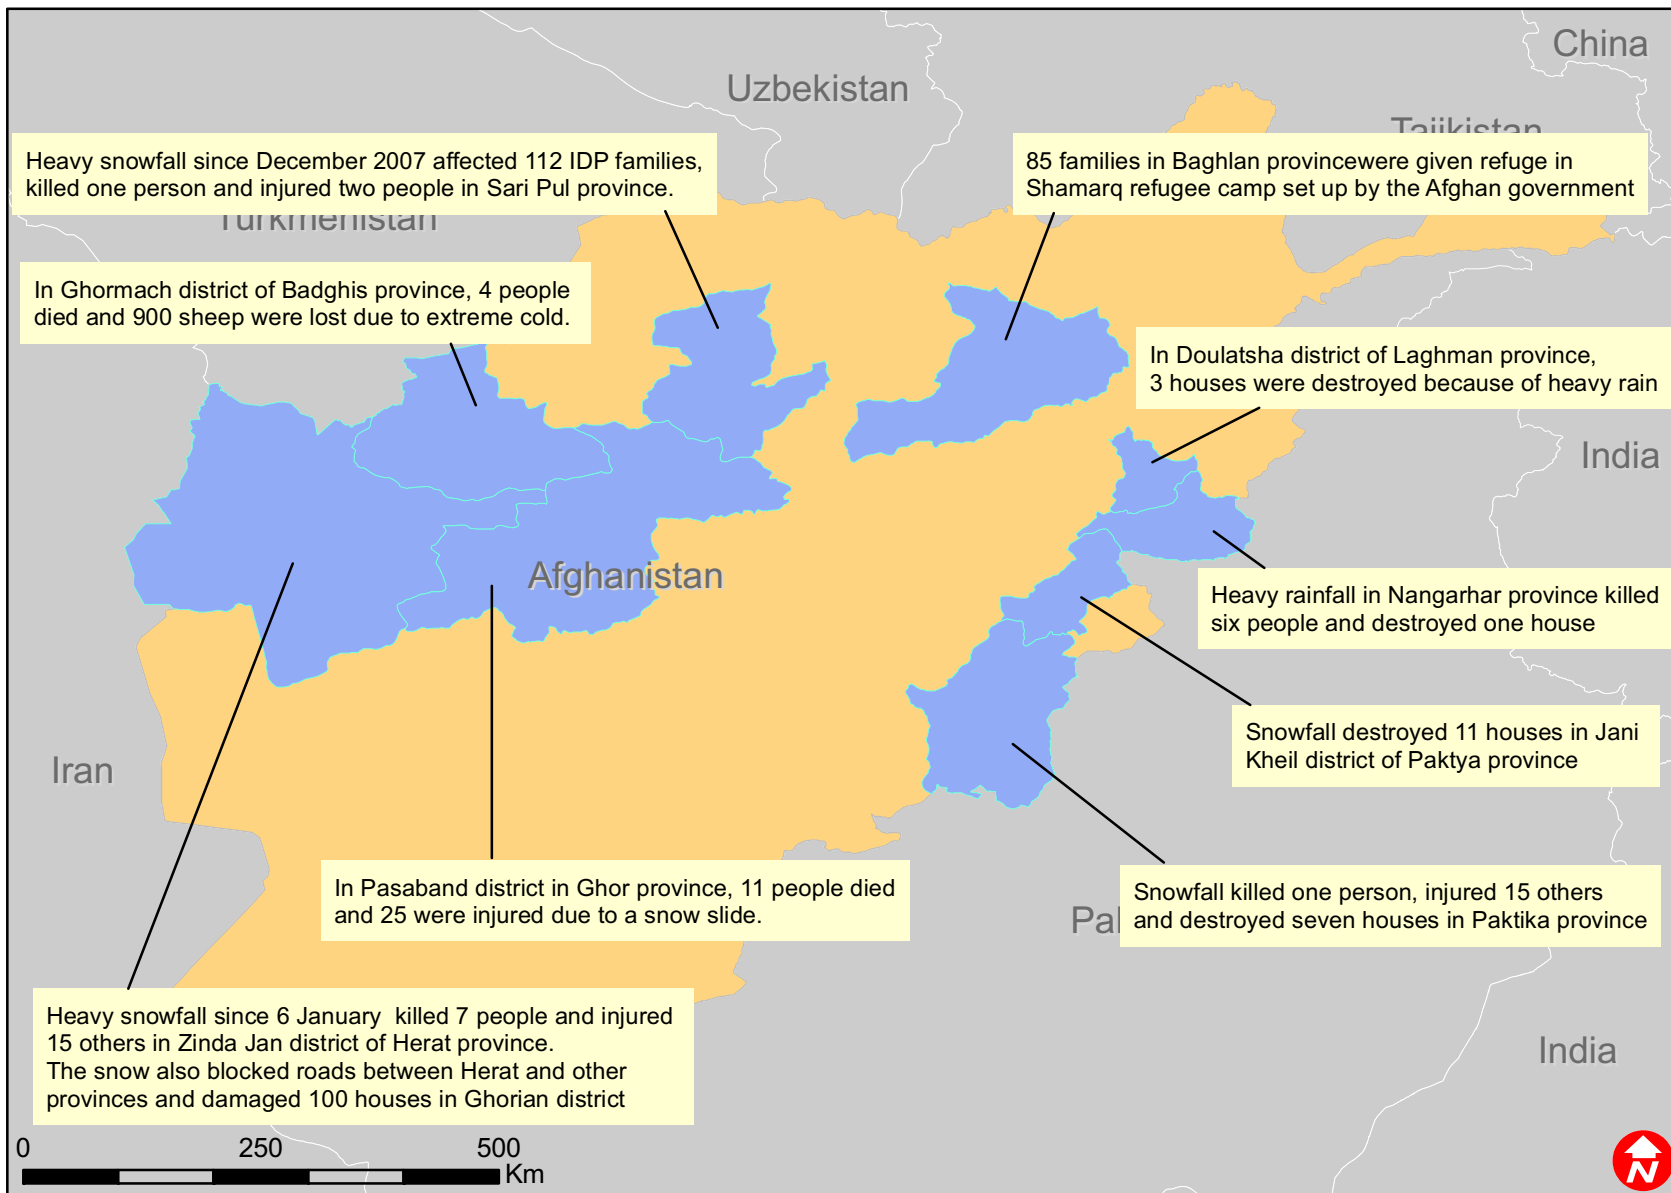 China
Uzbekistan
Heavy snowfall since December 2007 affected 112 IDP families,
killed one person and injured two people in Sari Pul province.
85 families in Baghlan provincewere given refuge in
Shamarq refugee camp set up by the Afghan government
Tajikistan
Turkmenistan
In Ghormach district of Badghis province, 4 people
died and 900 sheep were lost due to extreme cold.
In Doulatsha district of Laghman province,
3 houses were destroyed because of heavy rain
India
Afghanistan
Heavy rainfall in Nangarhar province killed
six people and destroyed one house
Iran
Snowfall destroyed 11 houses in Jani
Kheil district of Paktya province
In Pasaband district in Ghor province, 11 people died
and 25 were injured due to a snow slide.
Snowfall killed one person, injured 15 others
and destroyed seven houses in Paktika province
Heavy snowfall since 6 January killed 7 people and injured
15 others in Zinda Jan district of Herat province.
The snow also blocked roads between Herat and other
provinces and damaged 100 houses in Ghorian district
India
0 250 500
Km
N